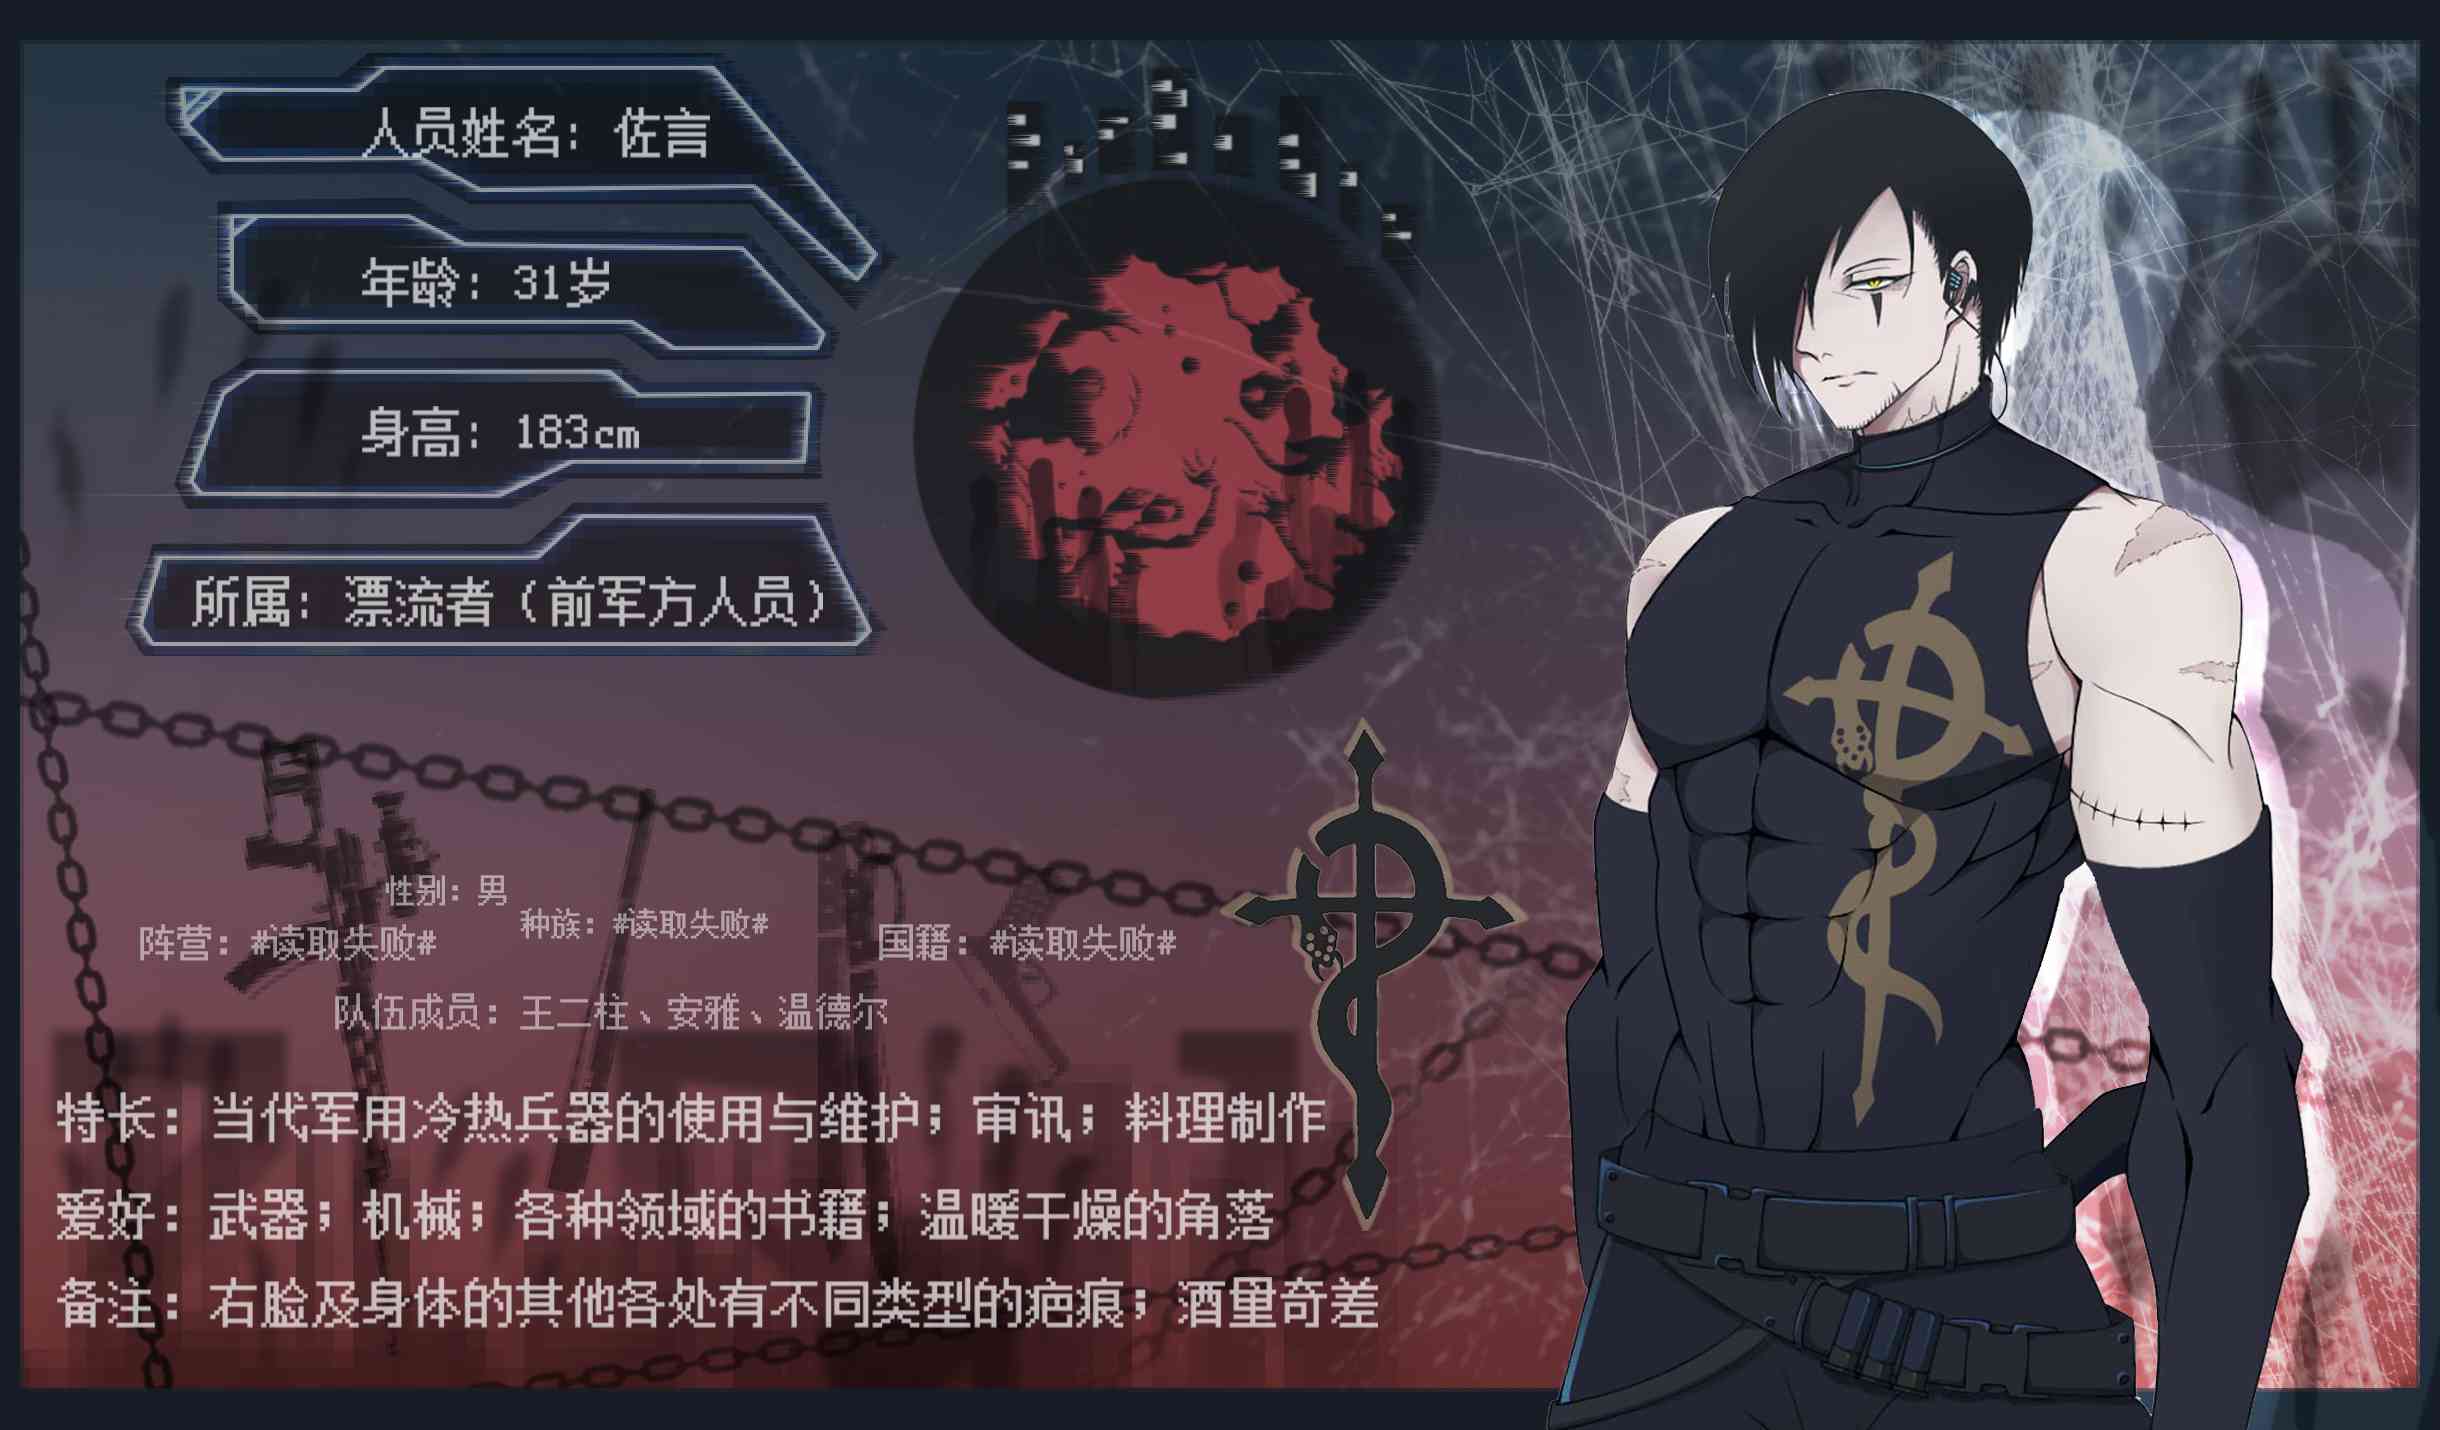 人员姓名：佐言
年龄：31岁
身高：183cm
所属：漂流者（前军方人员）
性别：男
阵营：#读取失败#
种族：#读取失败#
国籍：#读取失败#
队伍成员：王二柱、安雅、温德尔
特长：当代军用冷热兵器的使用与维护；审讯；料理制作
爱好：武器；机械；各种领域的书籍；温暖干燥的角落
备注：右脸及身体的其他各处有不同类型的疤痕；酒量奇差